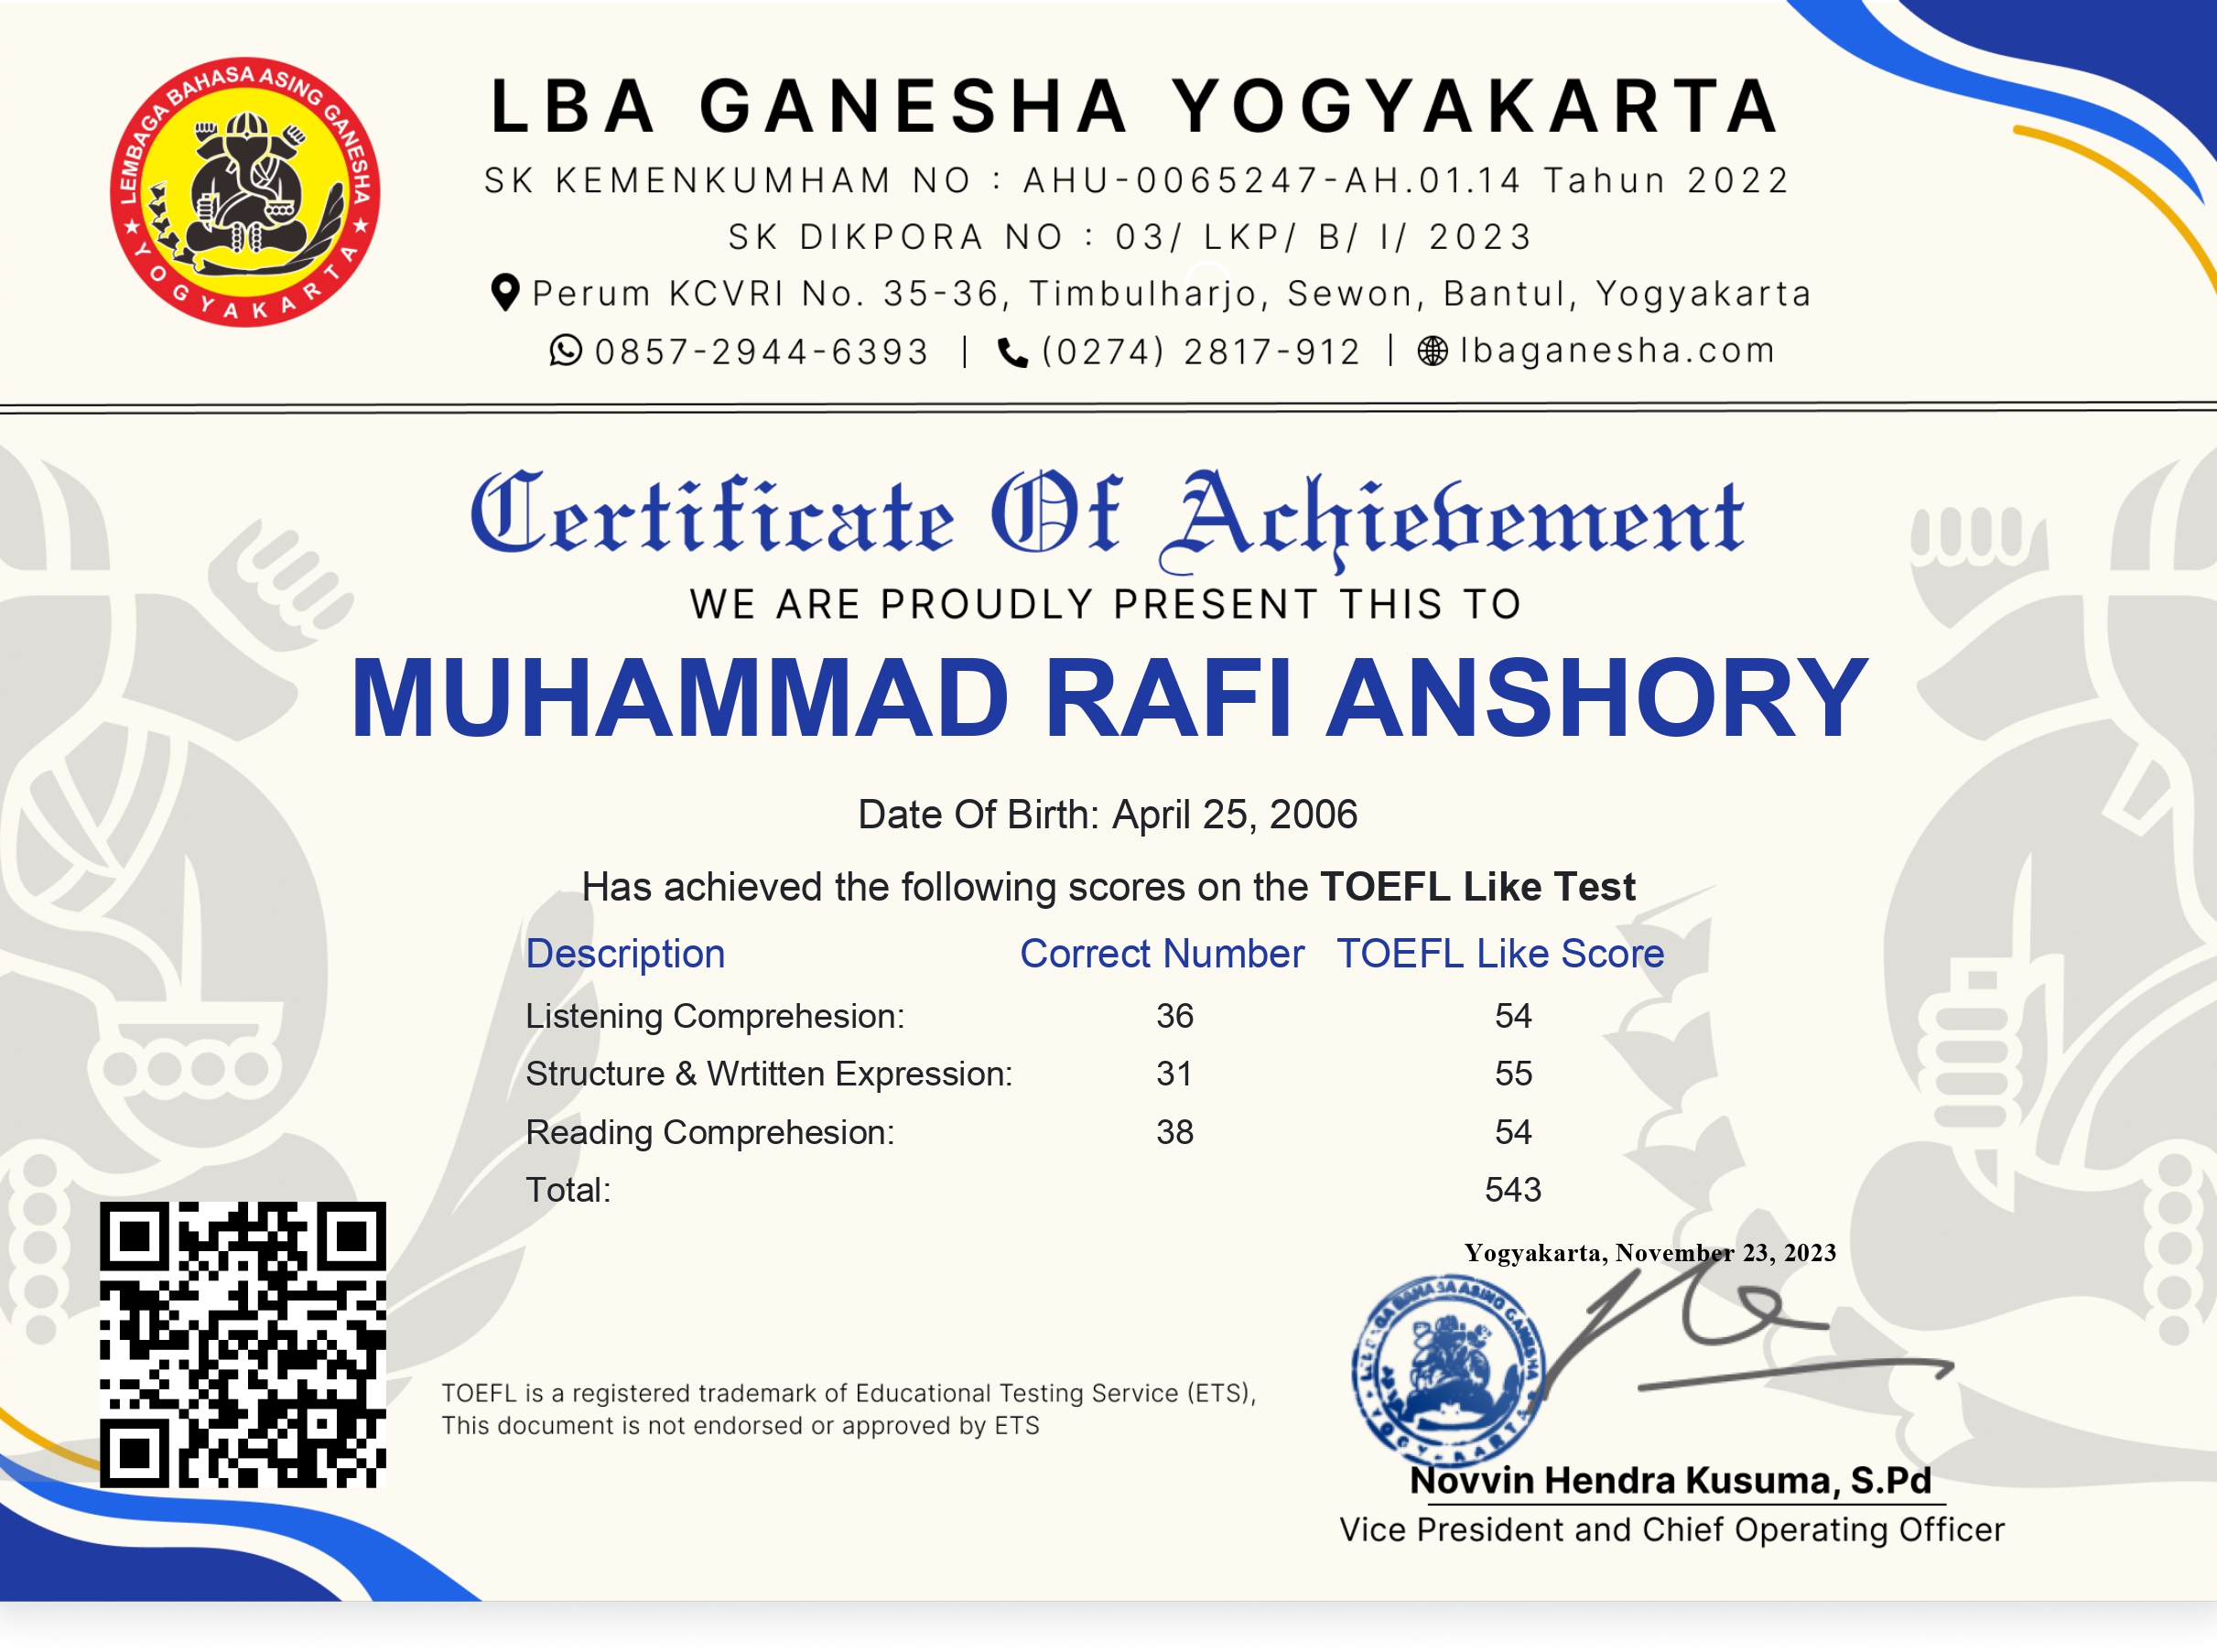 LEMBAGA BAHASA ASING GANESHA
★ YOGYAKARTA ★
LBA GANESHA YOGYAKARTA
SK KEMENKUMHAM NO : AHU-0065247-AH.01.14 Tahun 2022
SK DIKPORA NO : 03/ LKP/ B/ I/ 2023
Perum KCVRI No. 35-36, Timbulharjo, Sewon, Bantul, Yogyakarta
0857-2944-6393 | (0274) 2817-912 | lbaganesha.com
Certificate Of Achievement
WE ARE PROUDLY PRESENT THIS TO
MUHAMMAD RAFI ANSHORY
Date Of Birth: April 25, 2006
Has achieved the following scores on the TOEFL Like Test
Description Correct Number TOEFL Like Score
Listening Comprehesion: 36 54
Structure & Wrtitten Expression: 31 55
Reading Comprehesion: 38 54
Total: 543
Yogyakarta, November 23, 2023
TOEFL is a registered trademark of Educational Testing Service (ETS),
This document is not endorsed or approved by ETS
Novvin Hendra Kusuma, S.Pd
Vice President and Chief Operating Officer